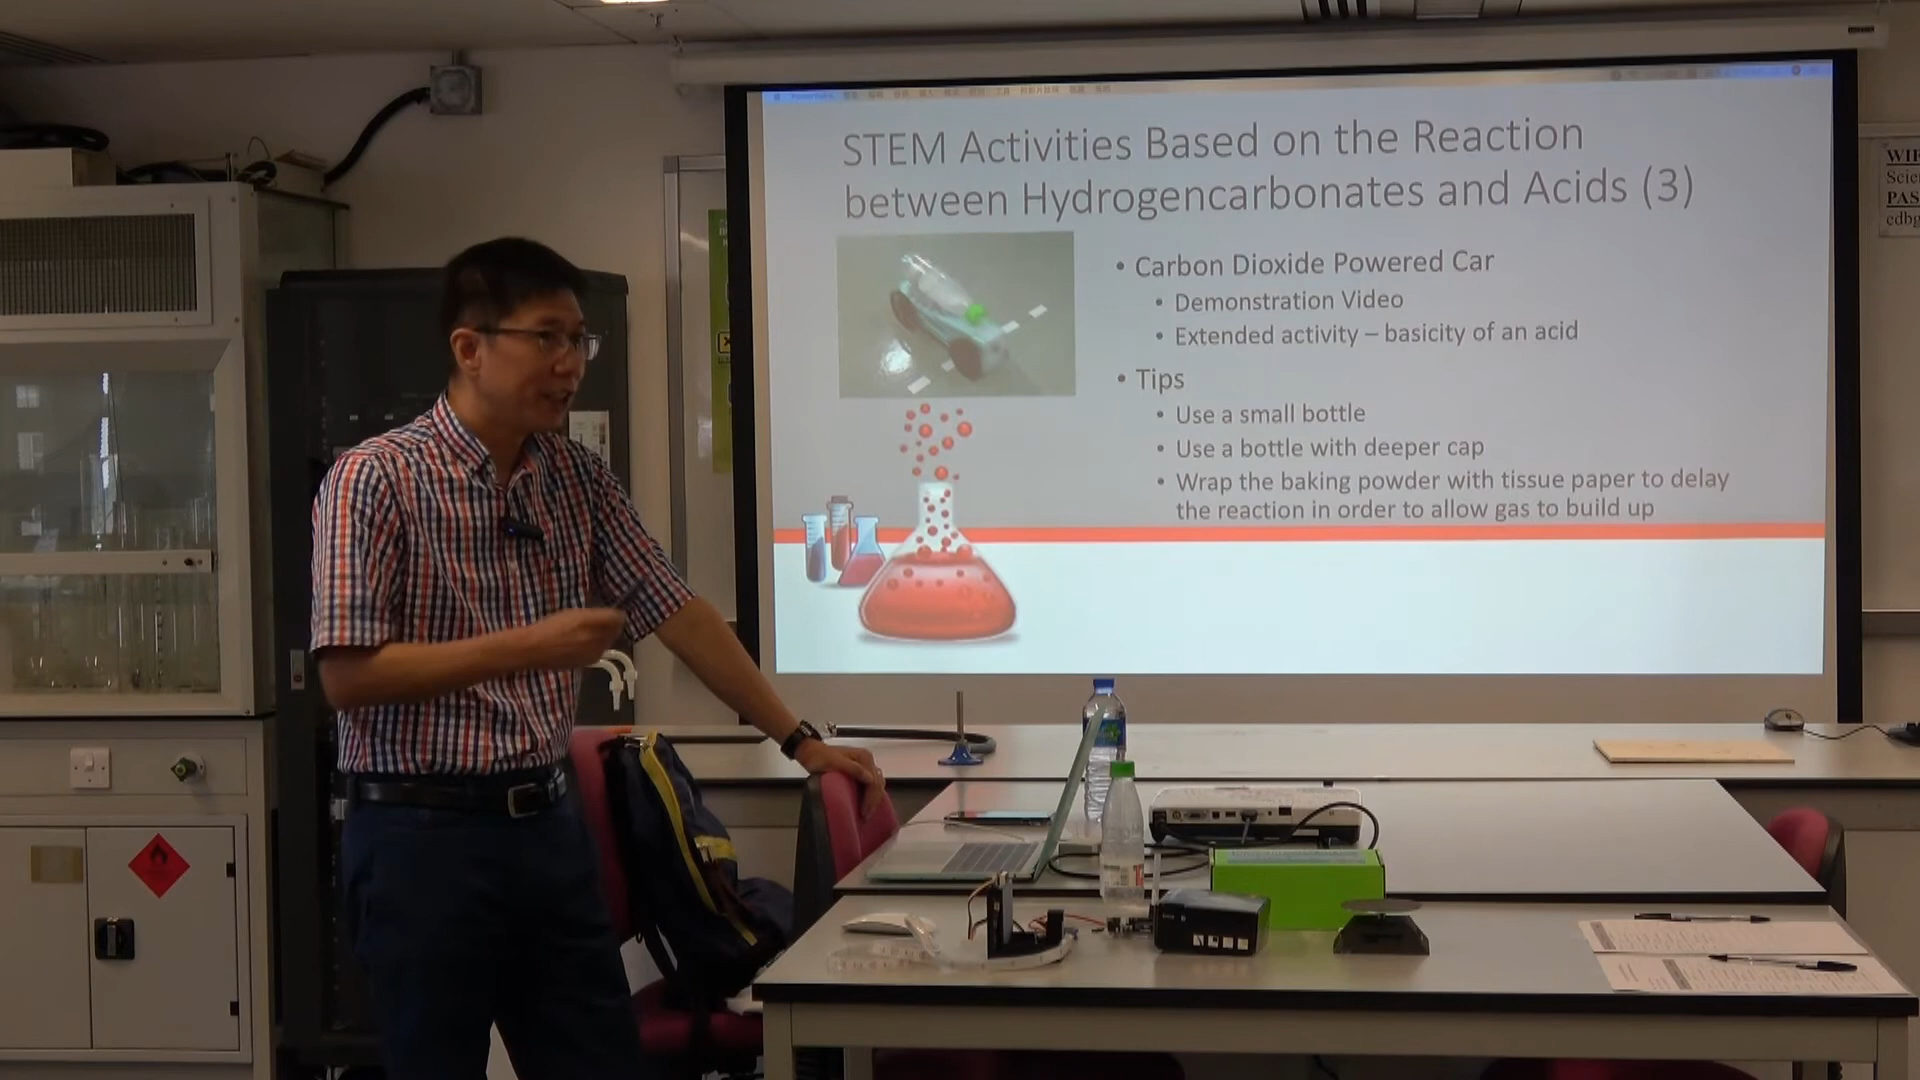 STEM Activities Based on the Reaction
between Hydrogencarbonates and Acids (3)
• Carbon Dioxide Powered Car
• Demonstration Video
• Extended activity – basicity of an acid
• Tips
• Use a small bottle
• Use a bottle with deeper cap
• Wrap the baking powder with tissue paper to delay
the reaction in order to allow gas to build up